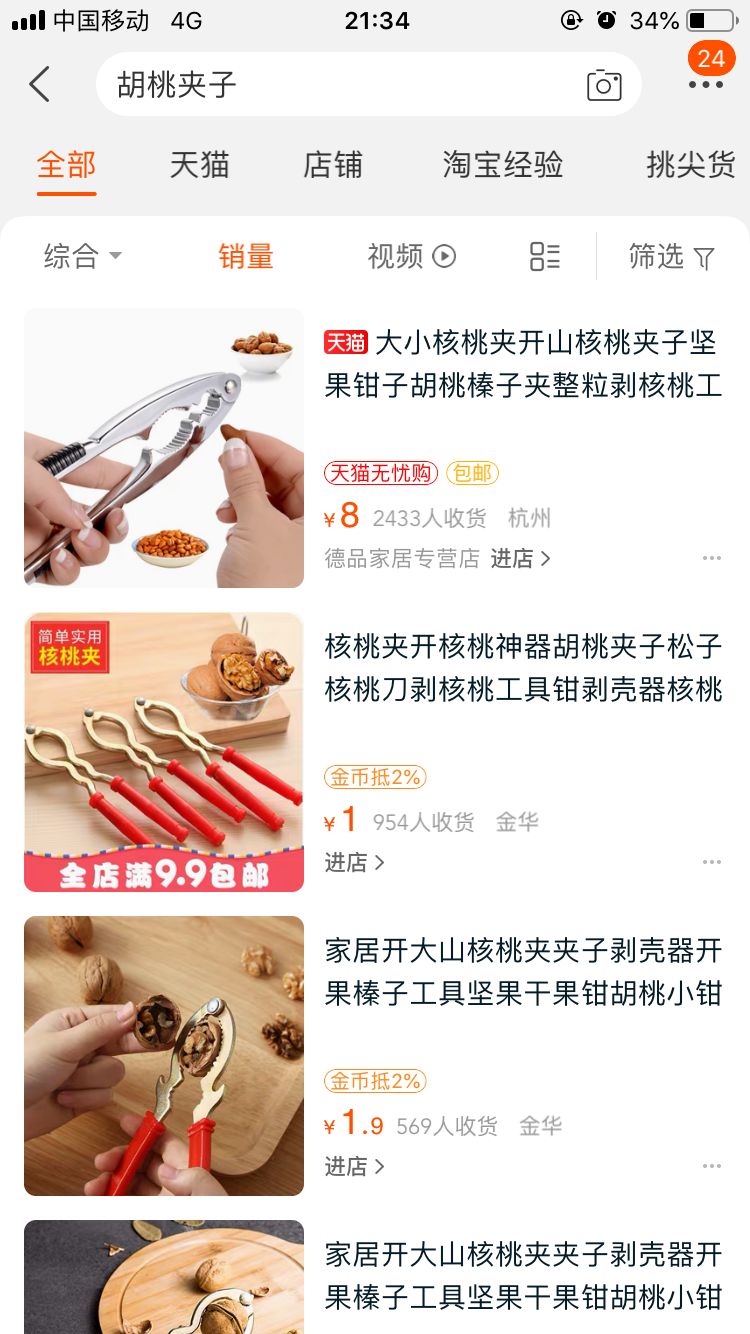 中国移动 4G 21:34 34%
24
胡桃夹子
全部 天猫 店铺 淘宝经验 挑尖货
综合 销量 视频 筛选
天猫 大小核桃夹开山核桃夹子坚
果钳子胡桃榛子夹整粒剥核桃工
天猫无忧购 包邮
¥8 2433人收货 杭州
德品家居专营店 进店
简单实用
核桃夹
全店满9.9包邮
核桃夹开核桃神器胡桃夹子松子
核桃刀剥核桃工具钳剥壳器核桃
金币抵2%
¥1 954人收货 金华
进店
家居开大山核桃夹夹子剥壳器开
果榛子工具坚果干果钳胡桃小钳
金币抵2%
¥1.9 569人收货 金华
进店
家居开大山核桃夹夹子剥壳器开
果榛子工具坚果干果钳胡桃小钳